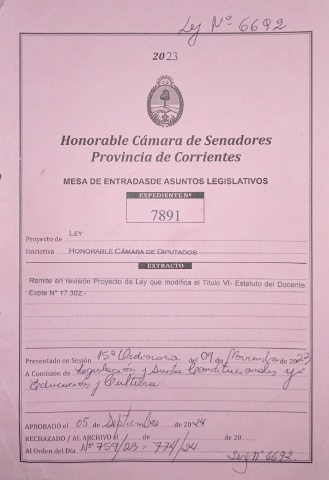 Ley Nº 6692
2023
Honorable Cámara de Senadores
Provincia de Corrientes
MESA DE ENTRADASDE ASUNTOS LEGISLATIVOS
EXPEDIENTE Nº
7891
Proyecto de LEY
Iniciativa HONORABLE CÁMARA DE DIPUTADOS
EXTRACTO
Remite en revisión Proyecto de Ley que modifica el Título VI- Estatuto del Docente. Expte N° 17.302.-
Presentado en Sesión 15º Ordinaria del 09 Noviembre de 2023
A Comisión de Legislación y Asuntos Constitucionales y
Educación y Cultura
APROBADO el 05 de Septiembre de 2024
RECHAZADO / AL ARCHIVO el de de 20
Al Orden del Día Nº 759/23 - 774/24. Ley Nº 6692.